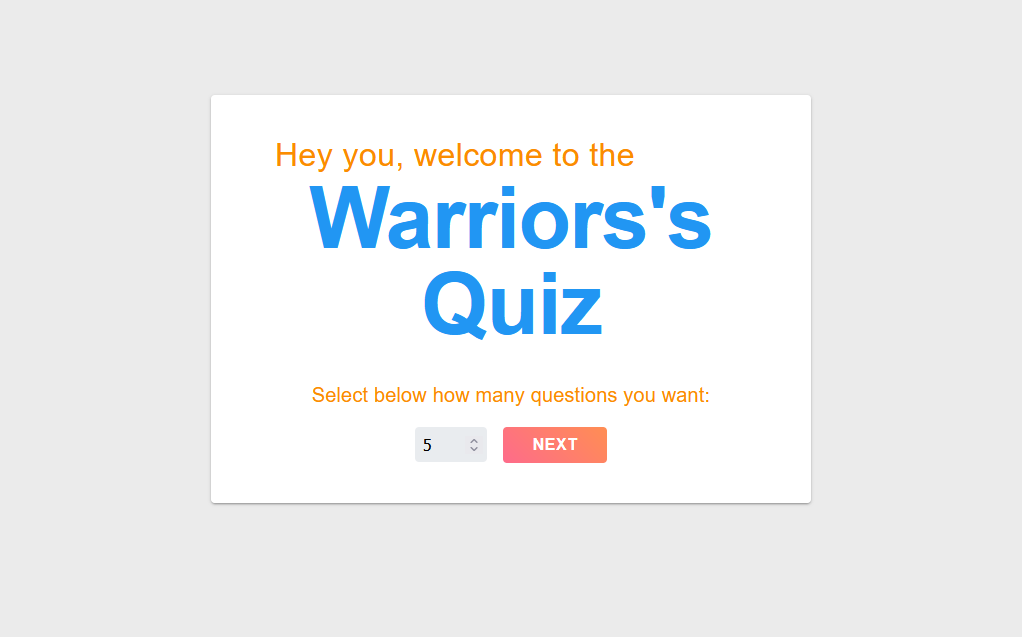 Hey you, welcome to the
Warriors's
Quiz
Select below how many questions you want:
5 NEXT